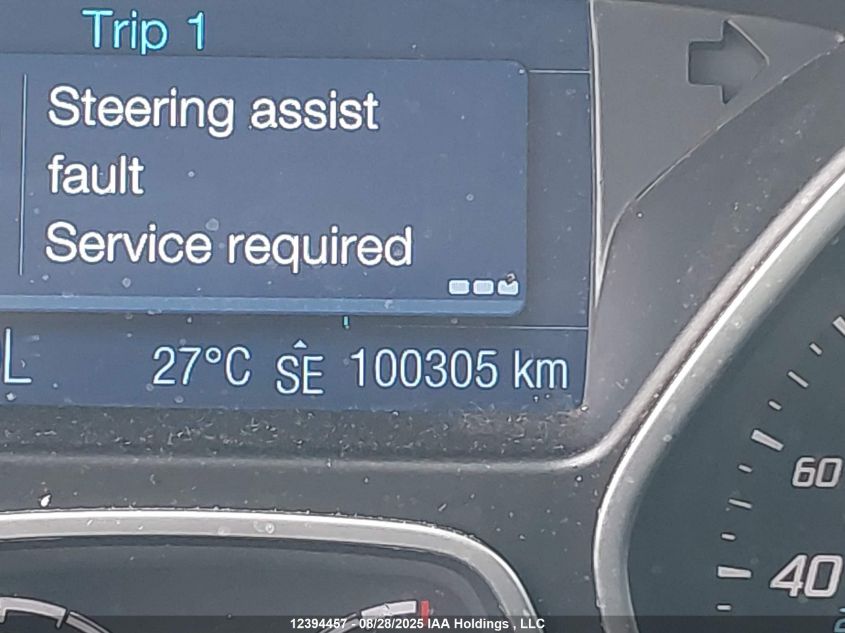 Trip 1
Steering assist
fault
Service required
L
27°C SE 100305 km
60
40
12394457 / 08/28/2025 IAA Holdings , LLC